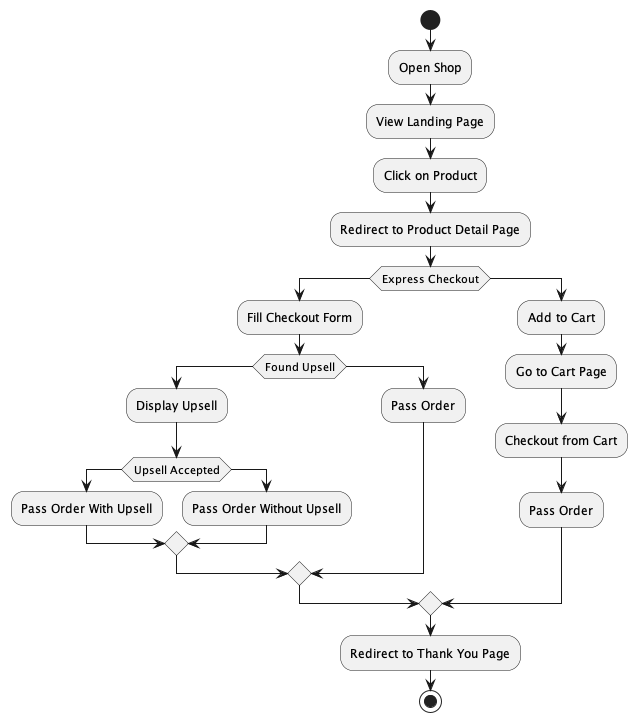 Open Shop
View Landing Page
Click on Product
Redirect to Product Detail Page
Express Checkout
Fill Checkout Form
Add to Cart
Found Upsell
Go to Cart Page
Display Upsell
Pass Order
Checkout from Cart
Upsell Accepted
Pass Order With Upsell
Pass Order Without Upsell
Pass Order
Redirect to Thank You Page